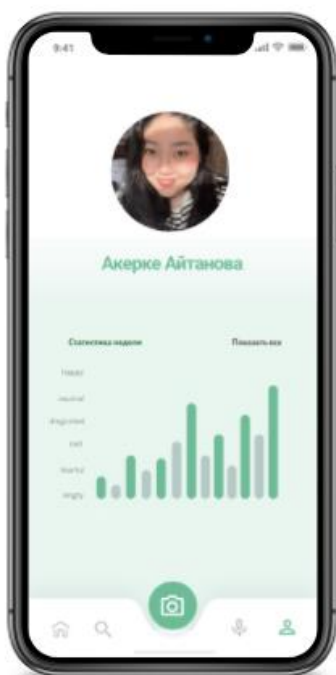 9:41
Акерке Айтанова
Статистика недели
Показать все
happy
neutral
disgusted
sad
fearful
angry